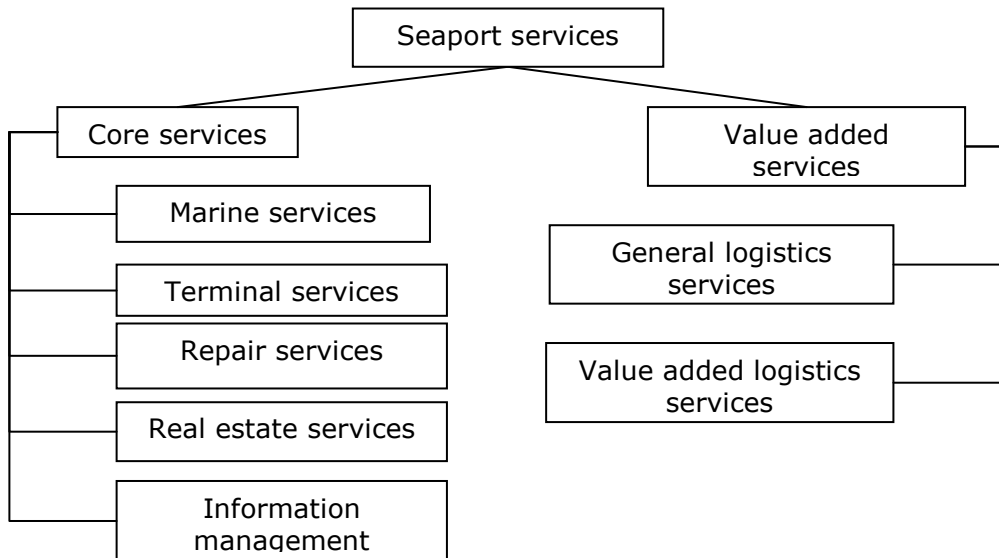 Seaport services
Core services
Marine services
Terminal services
Repair services
Real estate services
Information
management
Value added
services
General logistics
services
Value added logistics
services